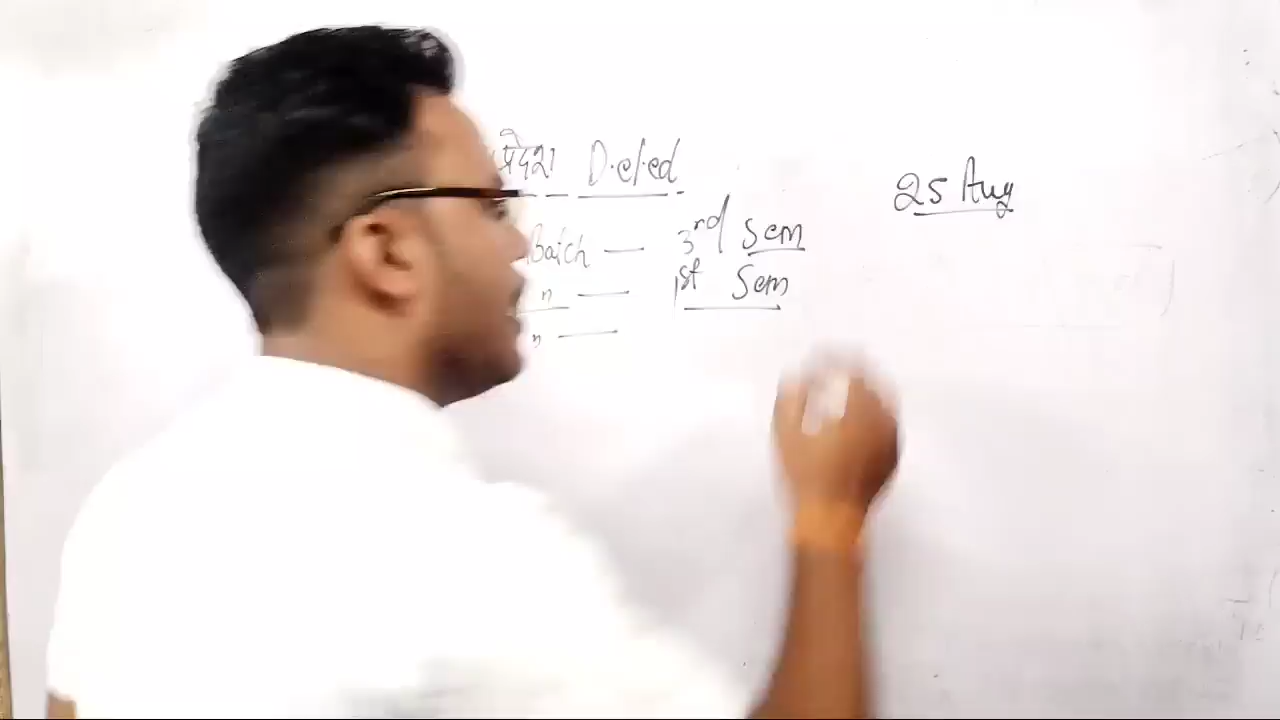 प्रदेश D.el.ed
25 Aug
Batch — 3rd Sem
n — 1st Sem
n —